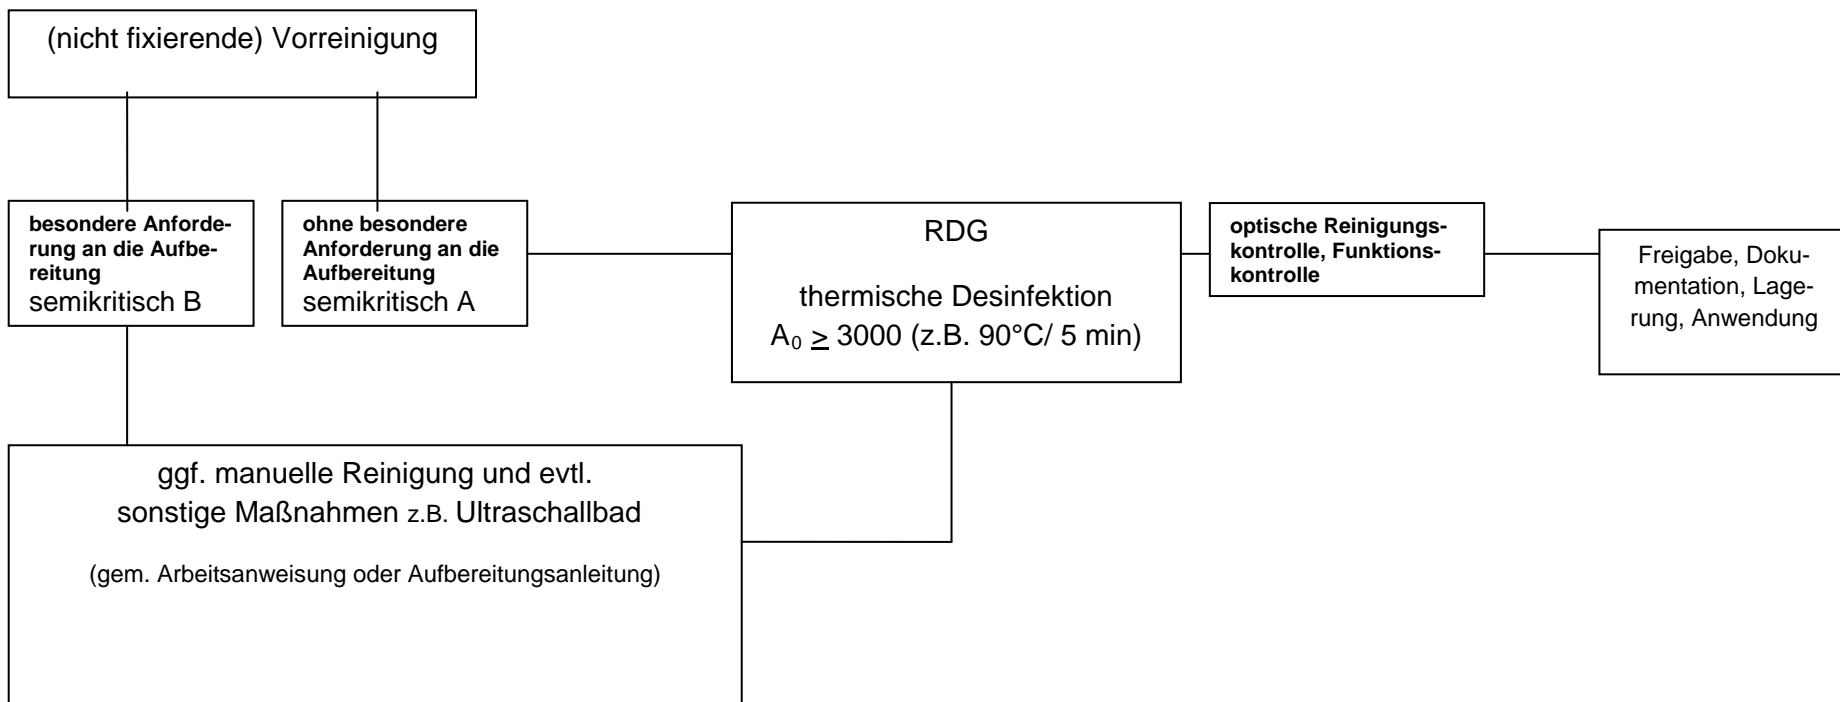 (nicht fixierende) Vorreinigung
besondere Anforde-
rung an die Aufbe-
reitung
semikritisch B
ohne besondere
Anforderung an die
Aufbereitung
semikritisch A
RDG
thermische Desinfektion
A₀ ≥ 3000 (z.B. 90°C/ 5 min)
optische Reinigungs-
kontrolle, Funktions-
kontrolle
Freigabe, Doku-
mentation, Lage-
rung, Anwendung
ggf. manuelle Reinigung und evtl.
sonstige Maßnahmen z.B. Ultraschallbad
(gem. Arbeitsanweisung oder Aufbereitungsanleitung)